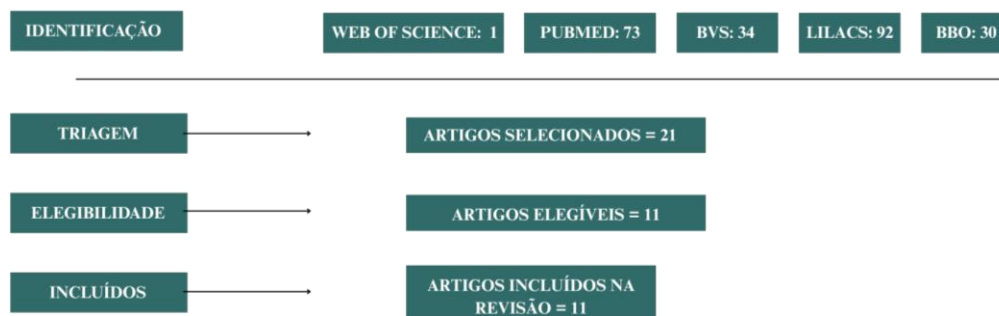 IDENTIFICAÇÃO
WEB OF SCIENCE: 1
PUBMED: 73
BVS: 34
LILACS: 92
BBO: 30
TRIAGEM
ARTIGOS SELECIONADOS = 21
ELEGIBILIDADE
ARTIGOS ELEGÍVEIS = 11
INCLUÍDOS
ARTIGOS INCLUÍDOS NA
REVISÃO = 11